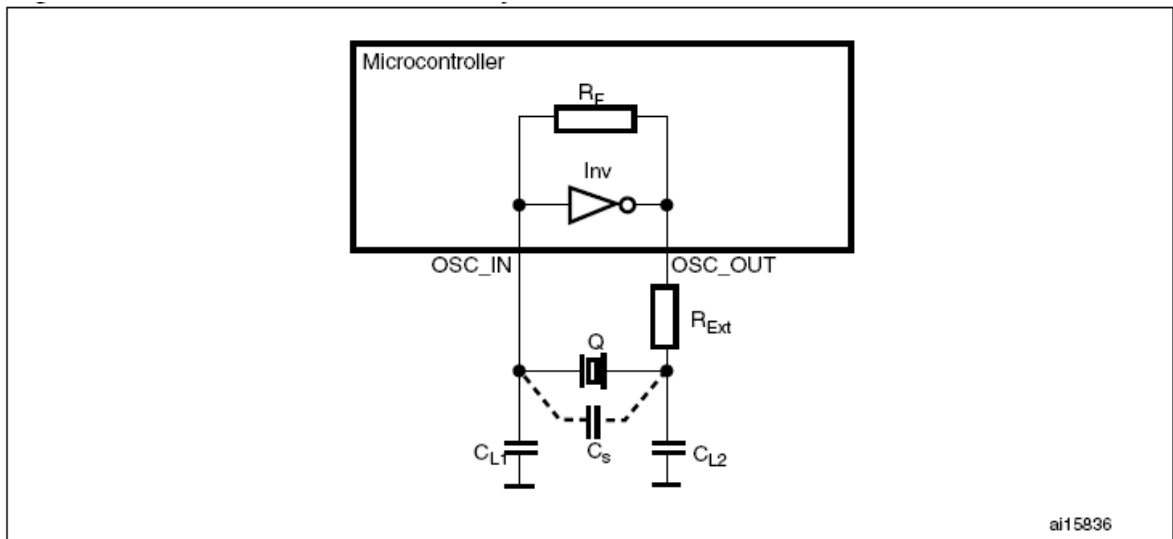 Microcontroller
R_F
Inv
OSC_IN OSC_OUT
R_Ext
Q
C_L1 C_s C_L2
ai15836